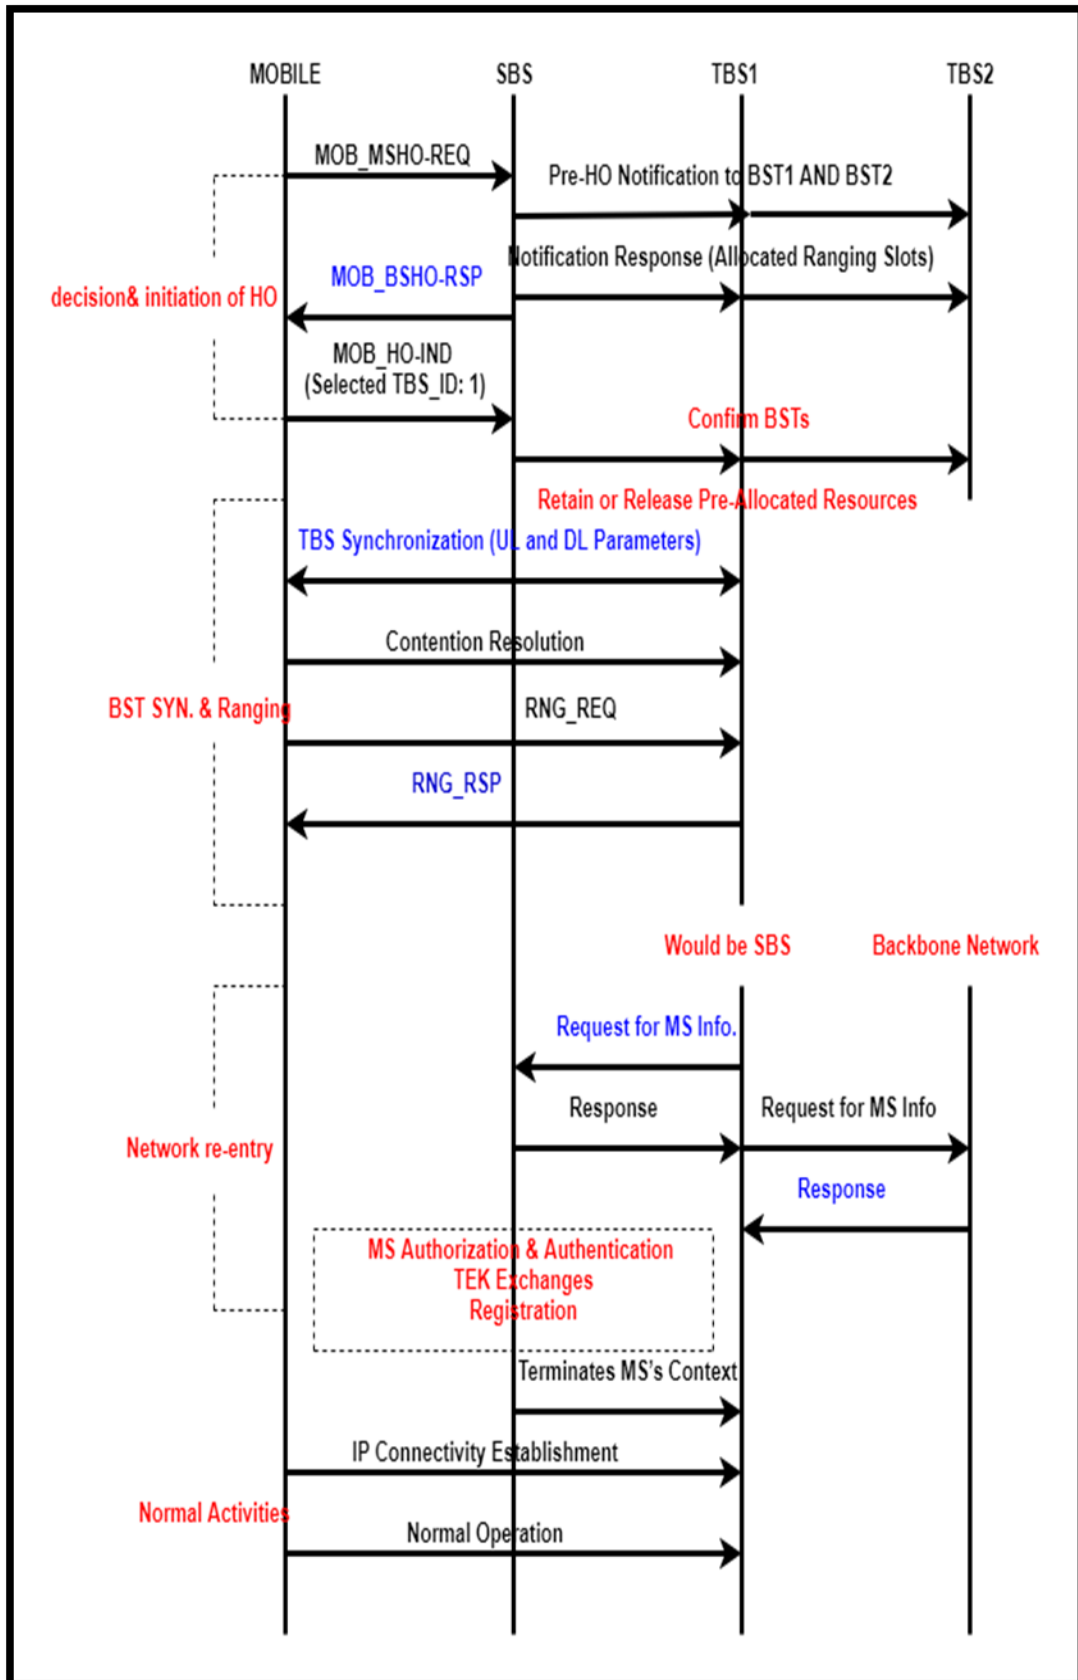 MOBILE SBS TBS1 TBS2
MOB_MSHO-REQ
Pre-HO Notification to BST1 AND BST2
Notification Response (Allocated Ranging Slots)
MOB_BSHO-RSP
decision& initiation of HO
MOB_HO-IND
(Selected TBS_ID: 1)
Confirm BSTs
Retain or Release Pre-Allocated Resources
TBS Synchronization (UL and DL Parameters)
Contention Resolution
BST SYN. & Ranging
RNG_REQ
RNG_RSP
Would be SBS
Backbone Network
Request for MS Info.
Response
Request for MS Info
Network re-entry
Response
MS Authorization & Authentication
TEK Exchanges
Registration
Terminates MS's Context
IP Connectivity Establishment
Normal Activities
Normal Operation